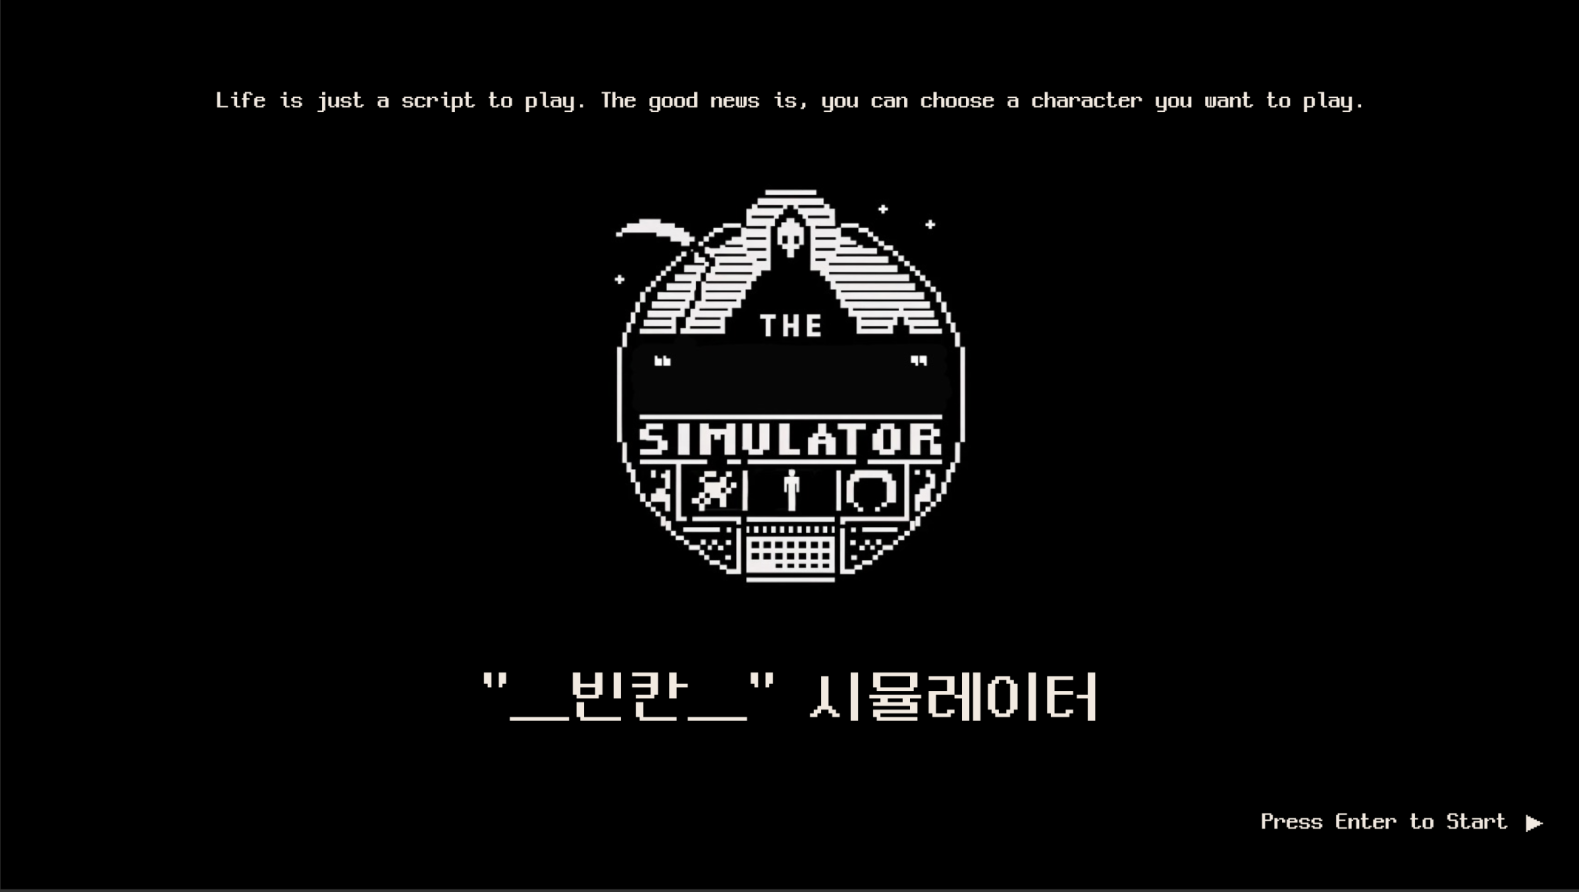 Life is just a script to play. The good news is, you can choose a character you want to play.
THE
“ ”
SIMULATOR
"__빈칸__" 시뮬레이터
Press Enter to Start ▶